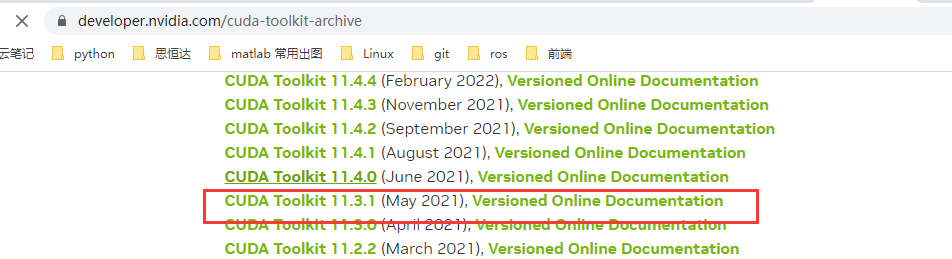 developer.nvidia.com/cuda-toolkit-archive
云笔记 python 思恒达 matlab 常用出图 Linux git ros 前端
CUDA Toolkit 11.4.4 (February 2022), Versioned Online Documentation
CUDA Toolkit 11.4.3 (November 2021), Versioned Online Documentation
CUDA Toolkit 11.4.2 (September 2021), Versioned Online Documentation
CUDA Toolkit 11.4.1 (August 2021), Versioned Online Documentation
CUDA Toolkit 11.4.0 (June 2021), Versioned Online Documentation
CUDA Toolkit 11.3.1 (May 2021), Versioned Online Documentation
CUDA Toolkit 11.3.0 (April 2021), Versioned Online Documentation
CUDA Toolkit 11.2.2 (March 2021), Versioned Online Documentation